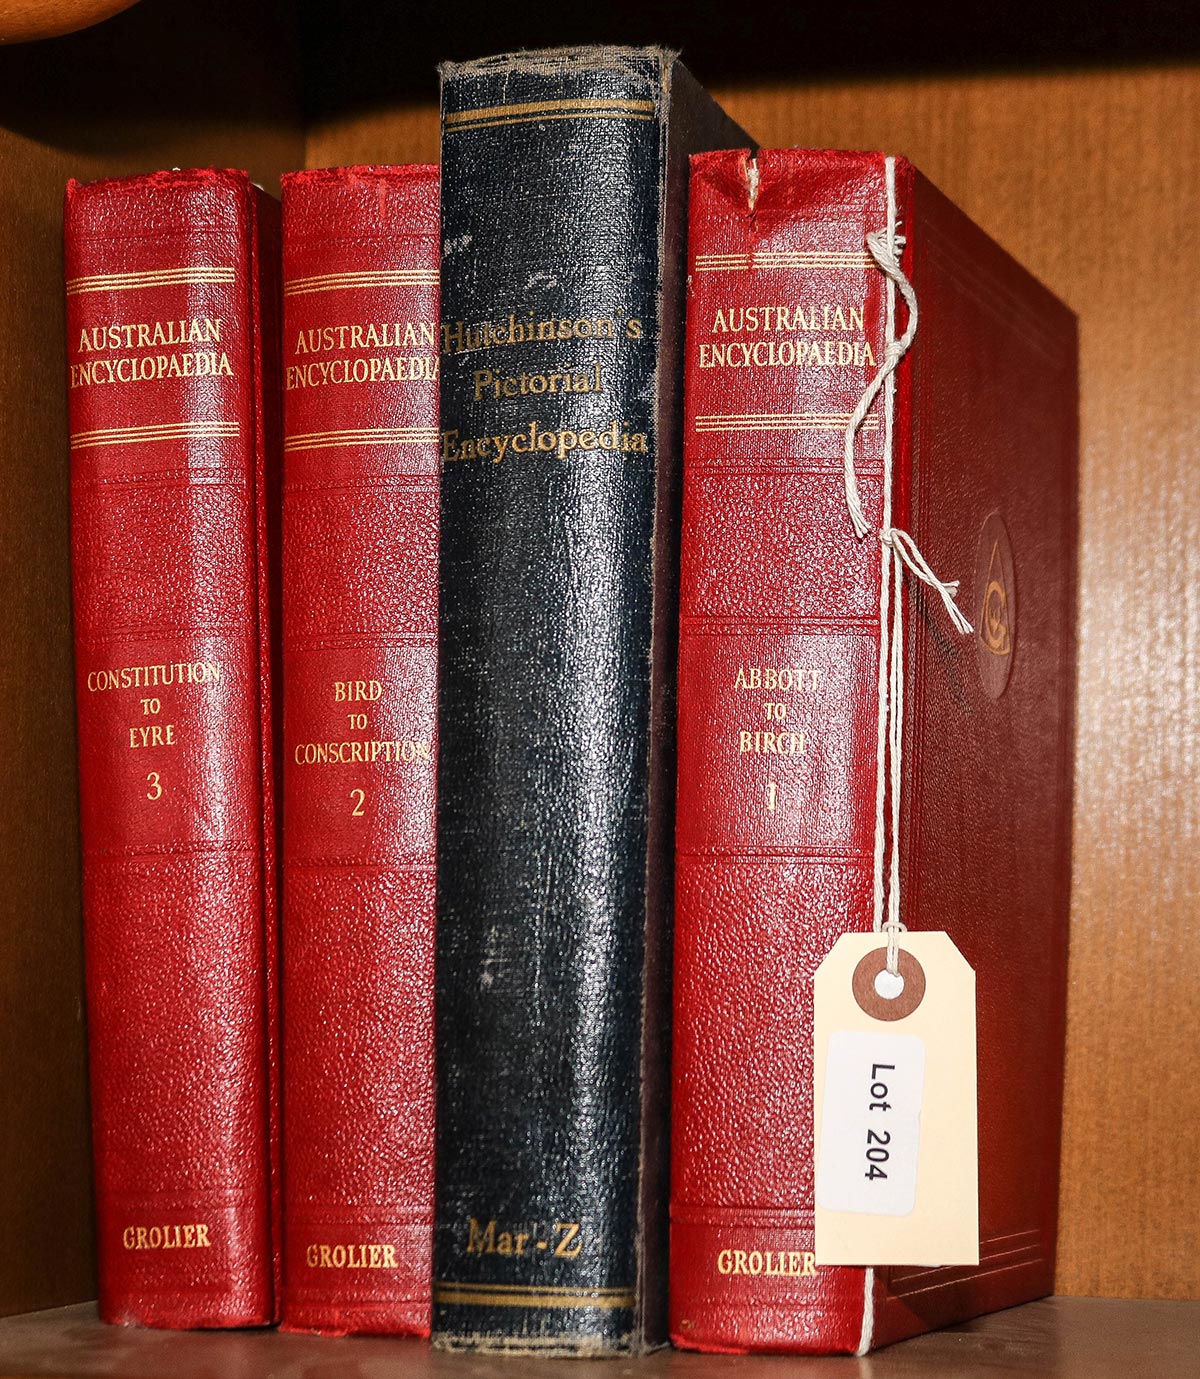 AUSTRALIAN
ENCYCLOPAEDIA
CONSTITUTION
TO
EYRE
3
GROLIER
AUSTRALIAN
ENCYCLOPAEDIA
BIRD
TO
CONSCRIPTION
2
GROLIER
Hutchinson's
Pictorial
Encyclopedia
Mar - Z
AUSTRALIAN
ENCYCLOPAEDIA
ABBOTT
TO
BIRCH
1
GROLIER
Lot 204